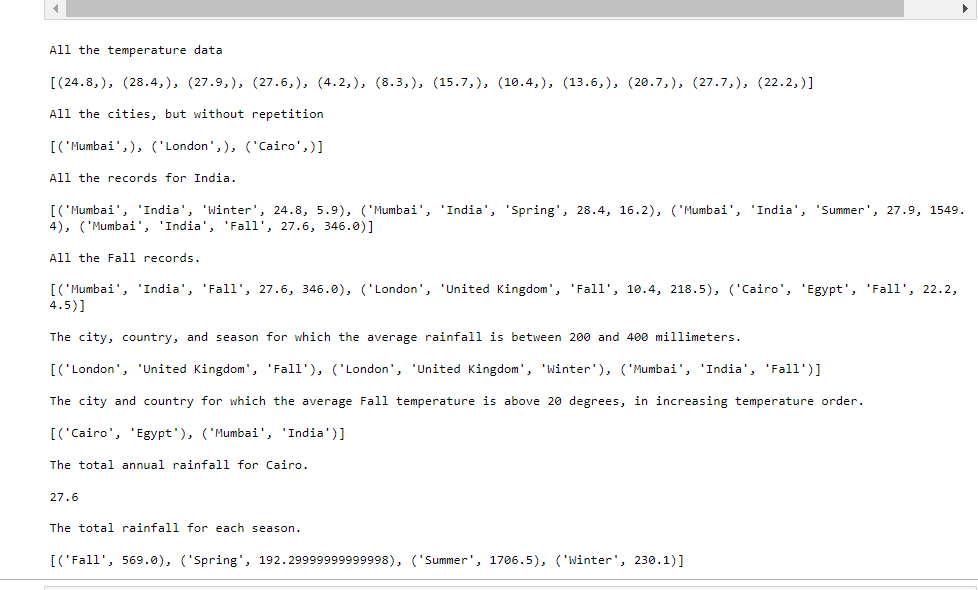 All the temperature data
[(24.8,), (28.4,), (27.9,), (27.6,), (4.2,), (8.3,), (15.7,), (10.4,), (13.6,), (20.7,), (27.7,), (22.2,)]
All the cities, but without repetition
[('Mumbai',), ('London',), ('Cairo',)]
All the records for India.
[('Mumbai', 'India', 'Winter', 24.8, 5.9), ('Mumbai', 'India', 'Spring', 28.4, 16.2), ('Mumbai', 'India', 'Summer', 27.9, 1549.
4), ('Mumbai', 'India', 'Fall', 27.6, 346.0)]
All the Fall records.
[('Mumbai', 'India', 'Fall', 27.6, 346.0), ('London', 'United Kingdom', 'Fall', 10.4, 218.5), ('Cairo', 'Egypt', 'Fall', 22.2,
4.5)]
The city, country, and season for which the average rainfall is between 200 and 400 millimeters.
[('London', 'United Kingdom', 'Fall'), ('London', 'United Kingdom', 'Winter'), ('Mumbai', 'India', 'Fall')]
The city and country for which the average Fall temperature is above 20 degrees, in increasing temperature order.
[('Cairo', 'Egypt'), ('Mumbai', 'India')]
The total annual rainfall for Cairo.
27.6
The total rainfall for each season.
[('Fall', 569.0), ('Spring', 192.29999999999998), ('Summer', 1706.5), ('Winter', 230.1)]